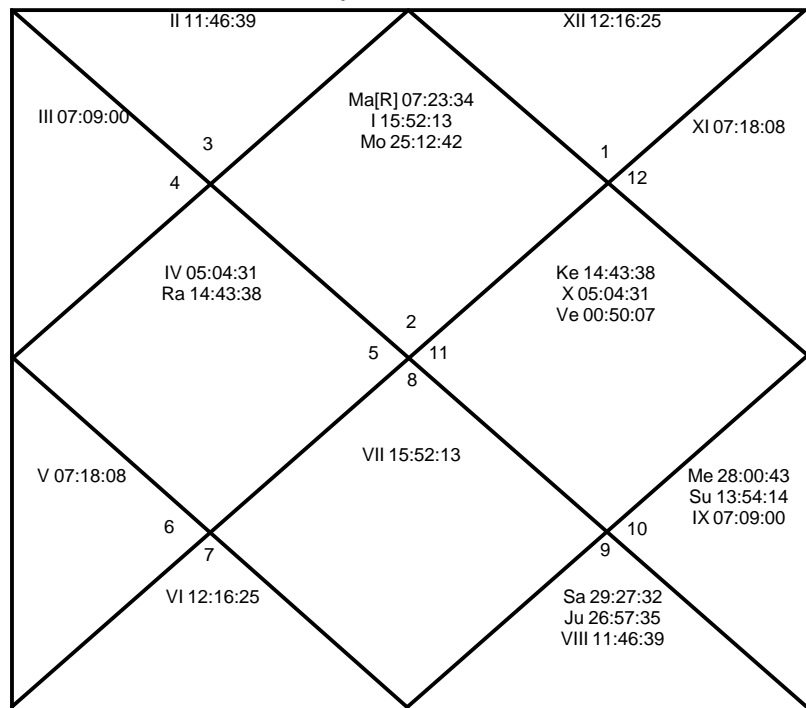 II 11:46:39
XII 12:16:25
Ma[R] 07:23:34
I 15:52:13
Mo 25:12:42
III 07:09:00
XI 07:18:08
3
1
4
12
IV 05:04:31
Ra 14:43:38
Ke 14:43:38
X 05:04:31
Ve 00:50:07
2
5
11
8
VII 15:52:13
V 07:18:08
Me 28:00:43
Su 13:54:14
IX 07:09:00
6
10
7
9
VI 12:16:25
Sa 29:27:32
Ju 26:57:35
VIII 11:46:39